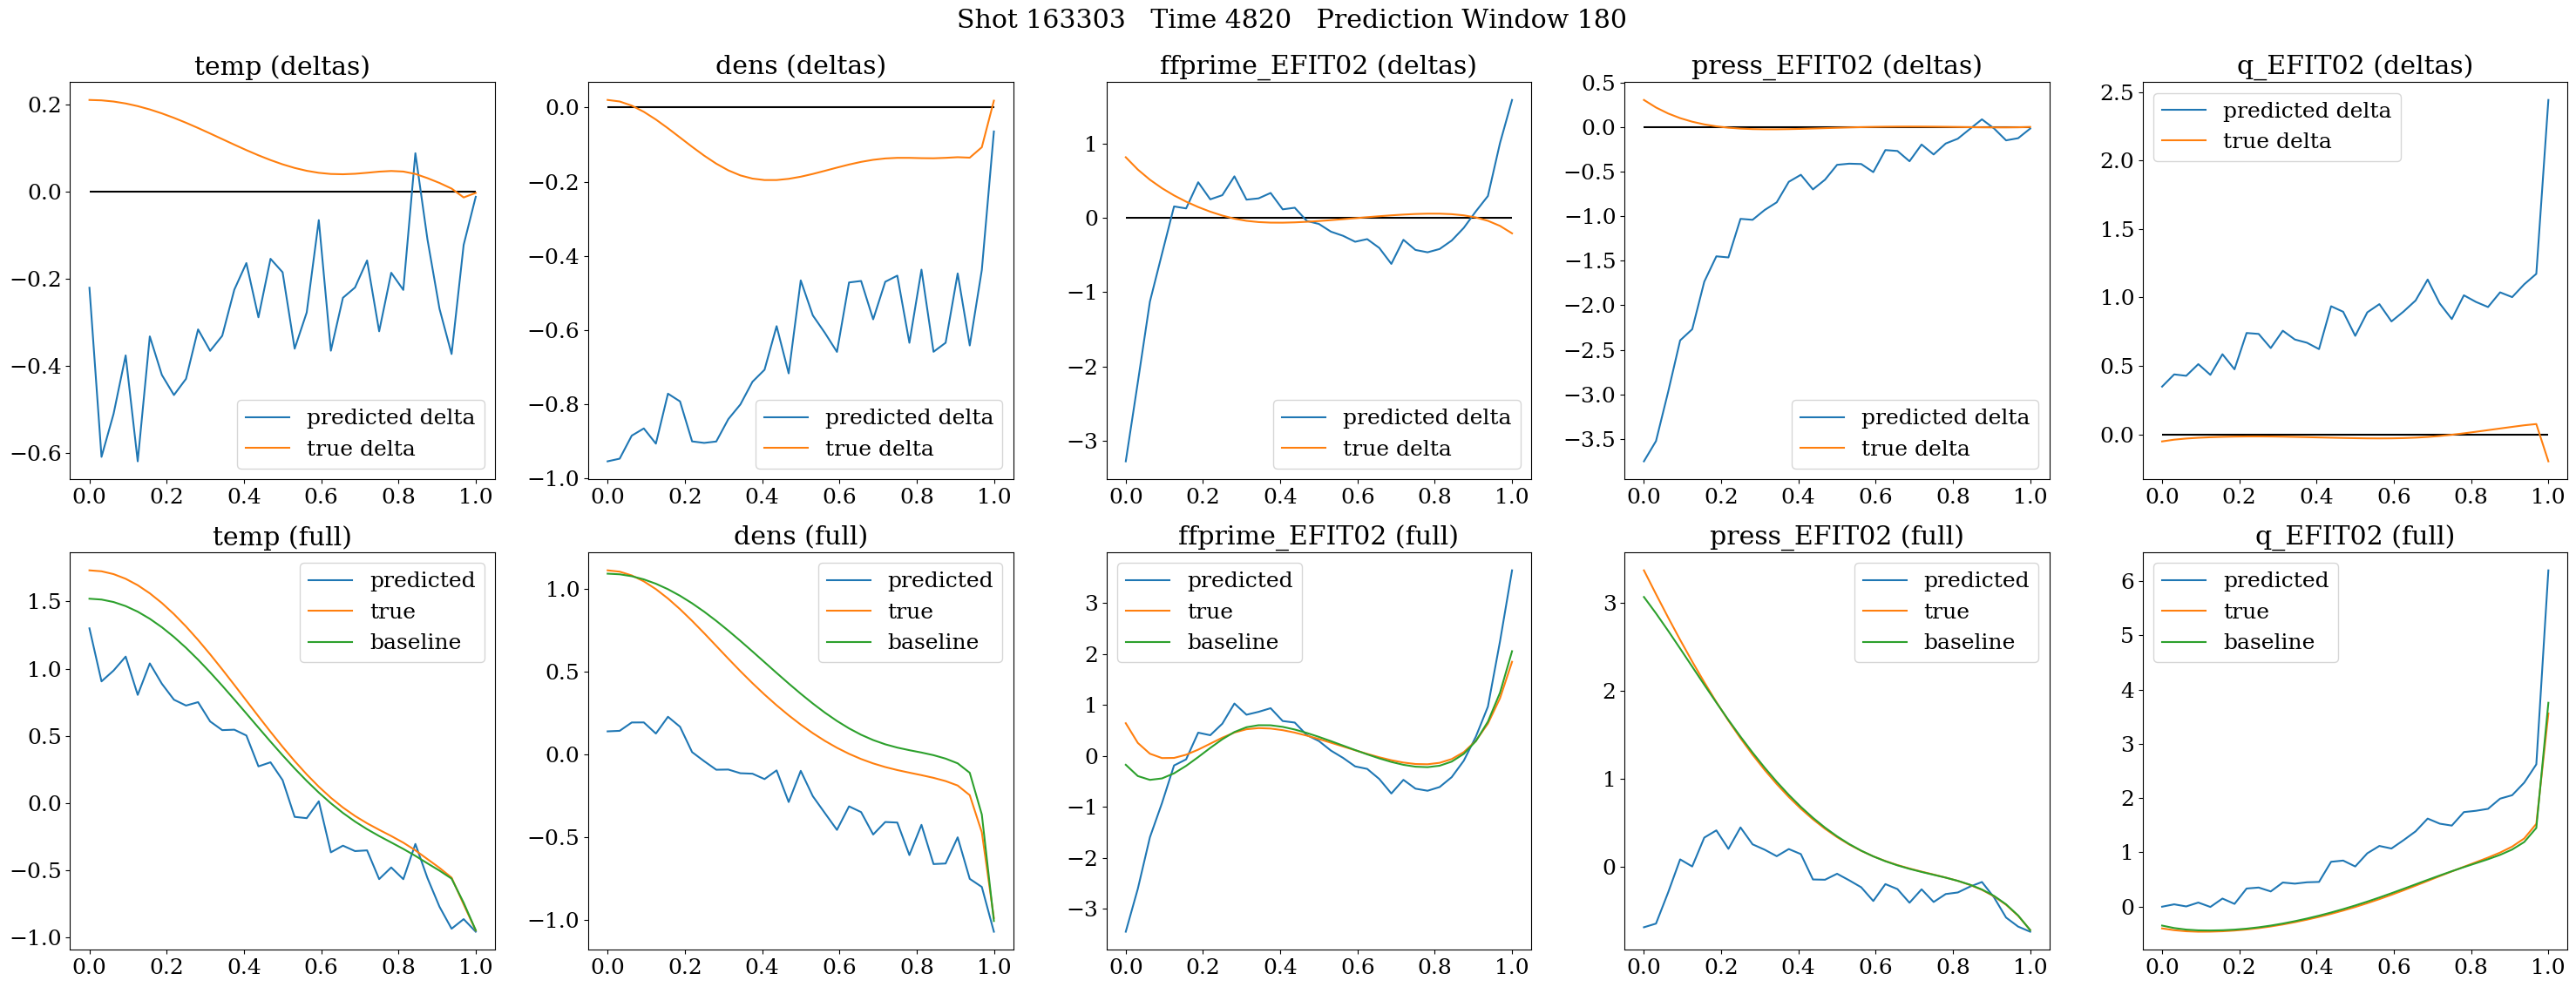 Shot 163303   Time 4820   Prediction Window 180
temp (deltas)
0.2
0.0
−0.2
−0.4
−0.6
predicted delta
true delta
0.0 0.2 0.4 0.6 0.8 1.0
dens (deltas)
0.0
−0.2
−0.4
−0.6
−0.8
−1.0
predicted delta
true delta
0.0 0.2 0.4 0.6 0.8 1.0
ffprime_EFIT02 (deltas)
1
0
−1
−2
−3
predicted delta
true delta
0.0 0.2 0.4 0.6 0.8 1.0
press_EFIT02 (deltas)
0.5
0.0
−0.5
−1.0
−1.5
−2.0
−2.5
−3.0
−3.5
predicted delta
true delta
0.0 0.2 0.4 0.6 0.8 1.0
q_EFIT02 (deltas)
2.5
2.0
1.5
1.0
0.5
0.0
predicted delta
true delta
0.0 0.2 0.4 0.6 0.8 1.0
temp (full)
1.5
1.0
0.5
0.0
−0.5
−1.0
predicted
true
baseline
0.0 0.2 0.4 0.6 0.8 1.0
dens (full)
1.0
0.5
0.0
−0.5
−1.0
predicted
true
baseline
0.0 0.2 0.4 0.6 0.8 1.0
ffprime_EFIT02 (full)
3
2
1
0
−1
−2
−3
predicted
true
baseline
0.0 0.2 0.4 0.6 0.8 1.0
press_EFIT02 (full)
3
2
1
0
predicted
true
baseline
0.0 0.2 0.4 0.6 0.8 1.0
q_EFIT02 (full)
6
5
4
3
2
1
0
predicted
true
baseline
0.0 0.2 0.4 0.6 0.8 1.0